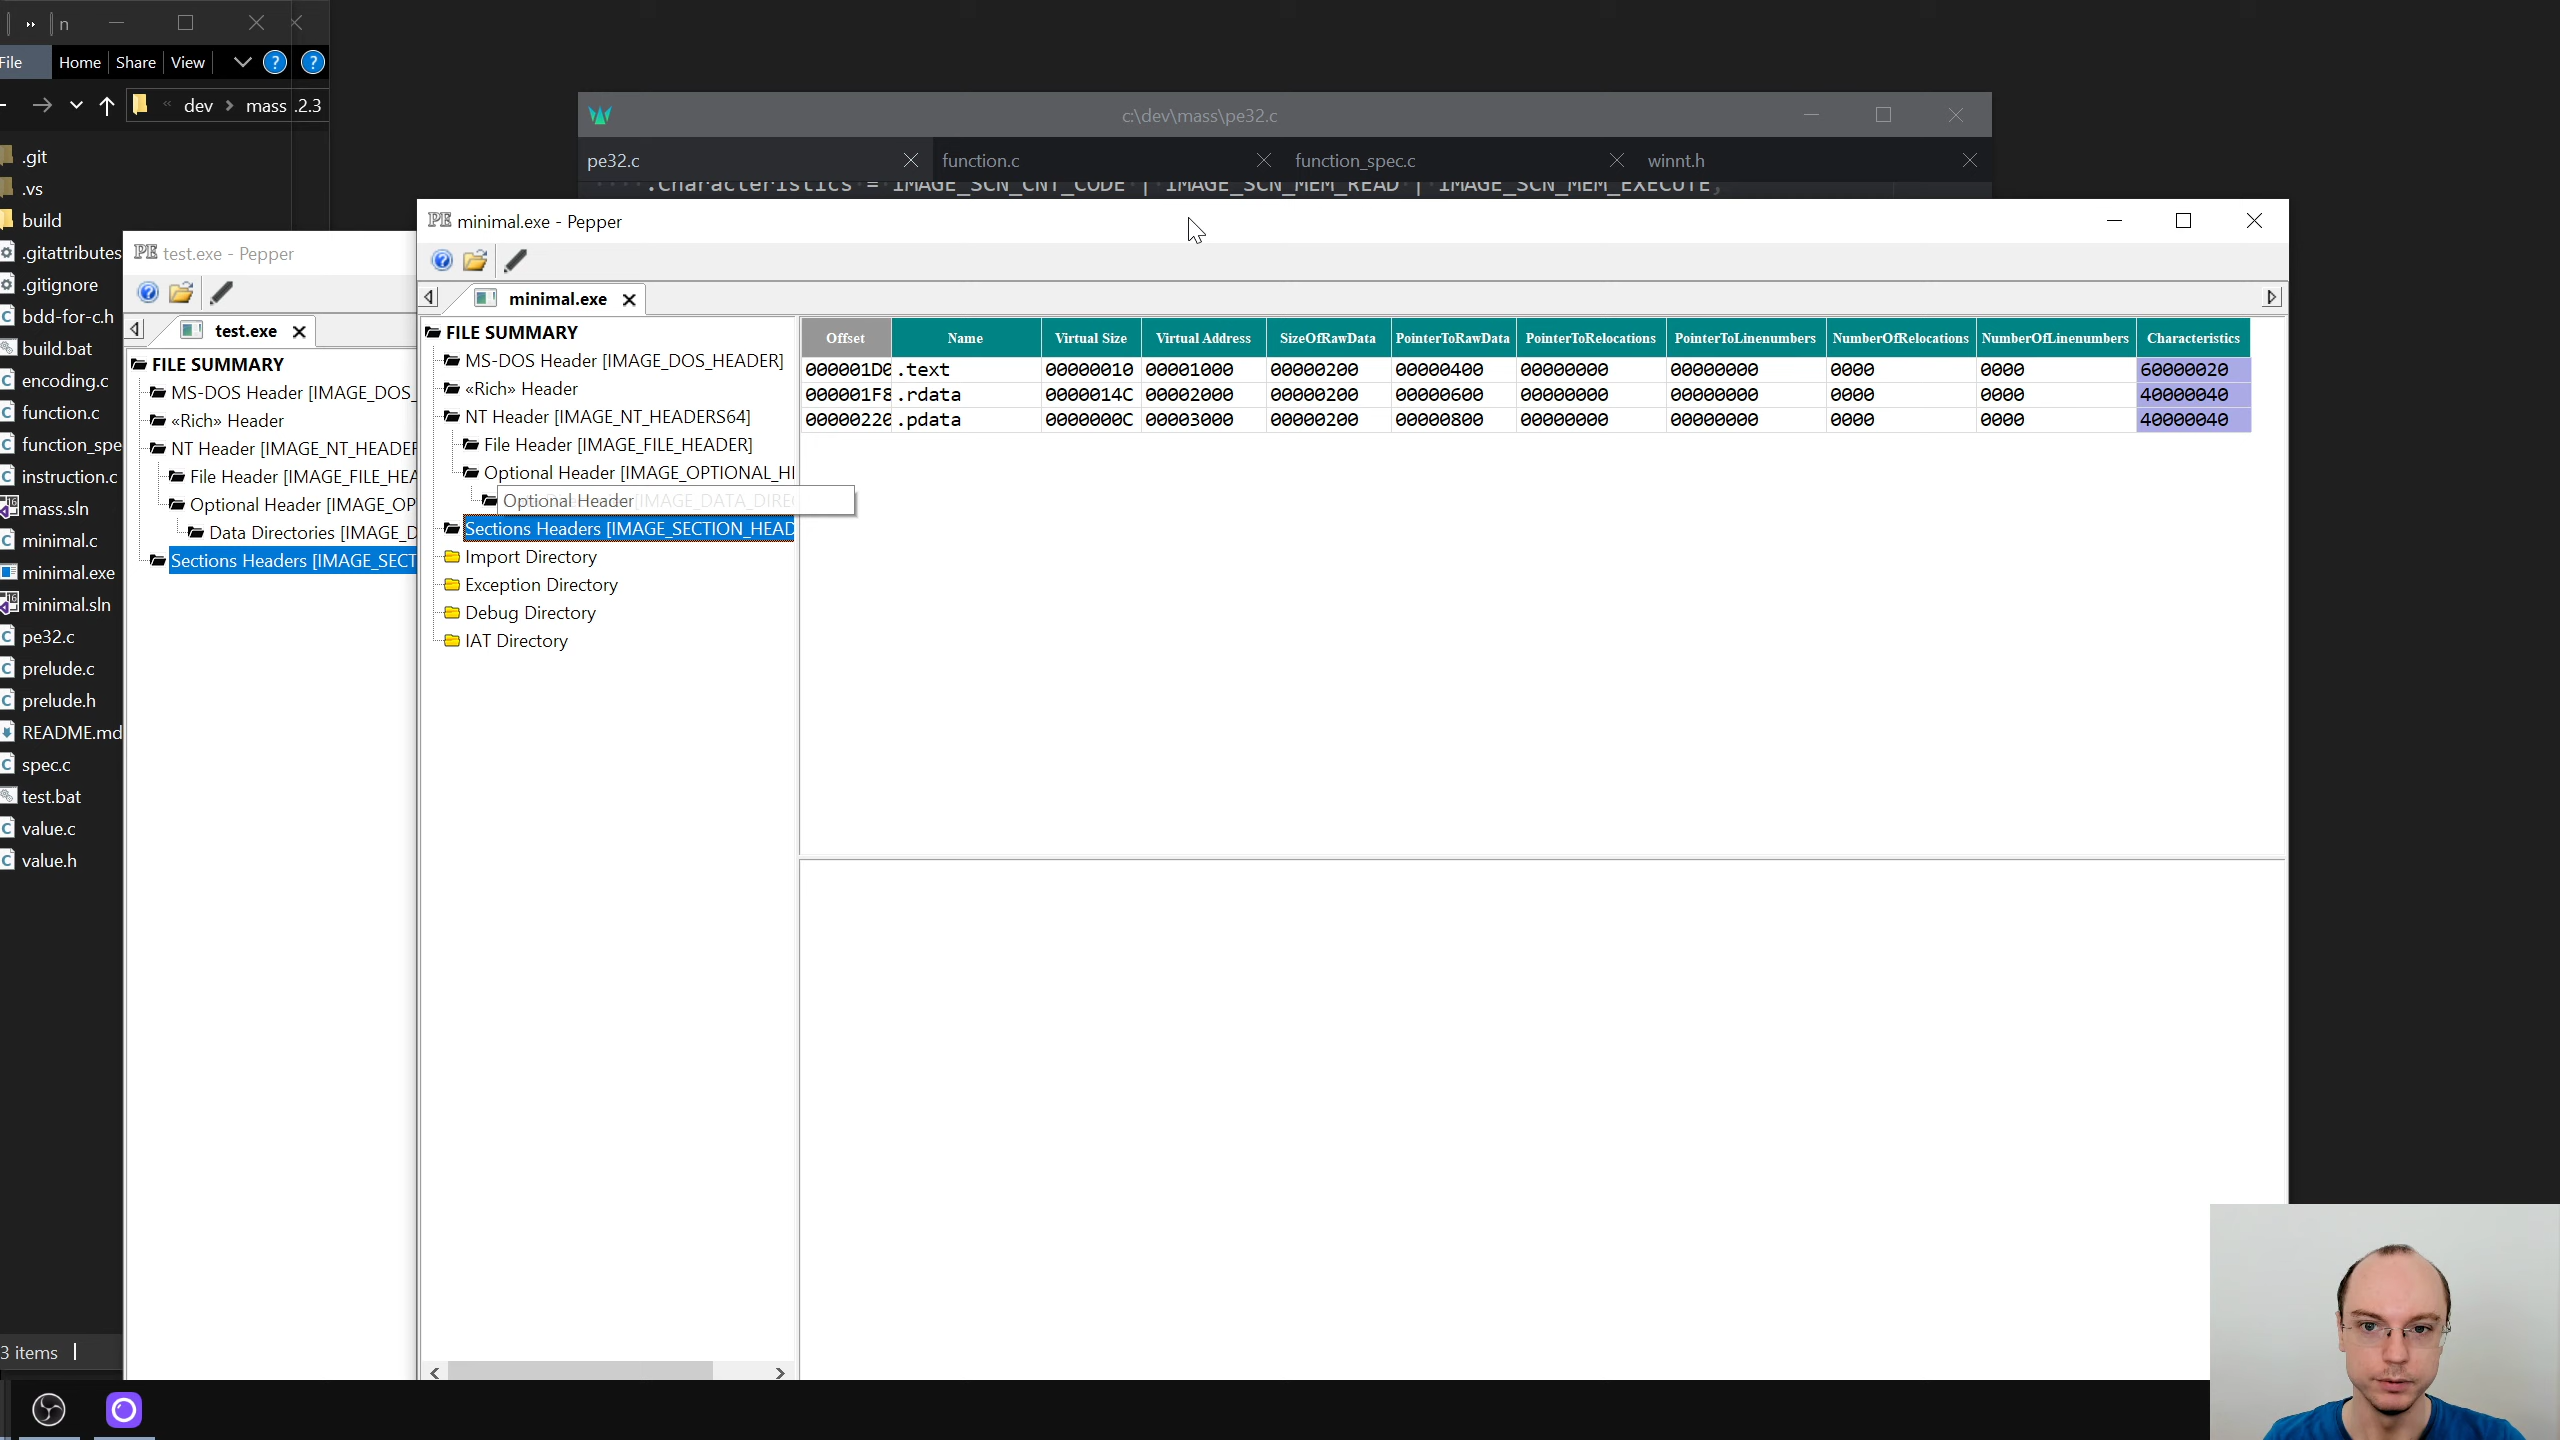 n
File Home Share View
« dev > mass .2.3
.git
.vs
build
.gitattributes
.gitignore
bdd-for-c.h
build.bat
encoding.c
function.c
function_spe
instruction.c
mass.sln
minimal.c
minimal.exe
minimal.sln
pe32.c
prelude.c
prelude.h
README.md
spec.c
test.bat
value.c
value.h
3 items
PE test.exe - Pepper
test.exe
FILE SUMMARY
MS-DOS Header [IMAGE_DOS_
«Rich» Header
NT Header [IMAGE_NT_HEADER
File Header [IMAGE_FILE_HEA
Optional Header [IMAGE_OP
Data Directories [IMAGE_D
Sections Headers [IMAGE_SECT
c:\dev\mass\pe32.c
pe32.c function.c function_spec.c winnt.h
.Characteristics = IMAGE_SCN_CNT_CODE | IMAGE_SCN_MEM_READ | IMAGE_SCN_MEM_EXECUTE,
PE minimal.exe - Pepper
minimal.exe
FILE SUMMARY
MS-DOS Header [IMAGE_DOS_HEADER]
«Rich» Header
NT Header [IMAGE_NT_HEADERS64]
File Header [IMAGE_FILE_HEADER]
Optional Header [IMAGE_OPTIONAL_HI
Optional Header [IMAGE_DATA_DIREC
Sections Headers [IMAGE_SECTION_HEAD
Import Directory
Exception Directory
Debug Directory
IAT Directory
Offset Name Virtual Size Virtual Address SizeOfRawData PointerToRawData PointerToRelocations PointerToLinenumbers NumberOfRelocations NumberOfLinenumbers Characteristics
000001D0 .text 00000010 00001000 00000200 00000400 00000000 00000000 0000 0000 60000020
000001F8 .rdata 0000014C 00002000 00000200 00000600 00000000 00000000 0000 0000 40000040
00000220 .pdata 0000000C 00003000 00000200 00000800 00000000 00000000 0000 0000 40000040